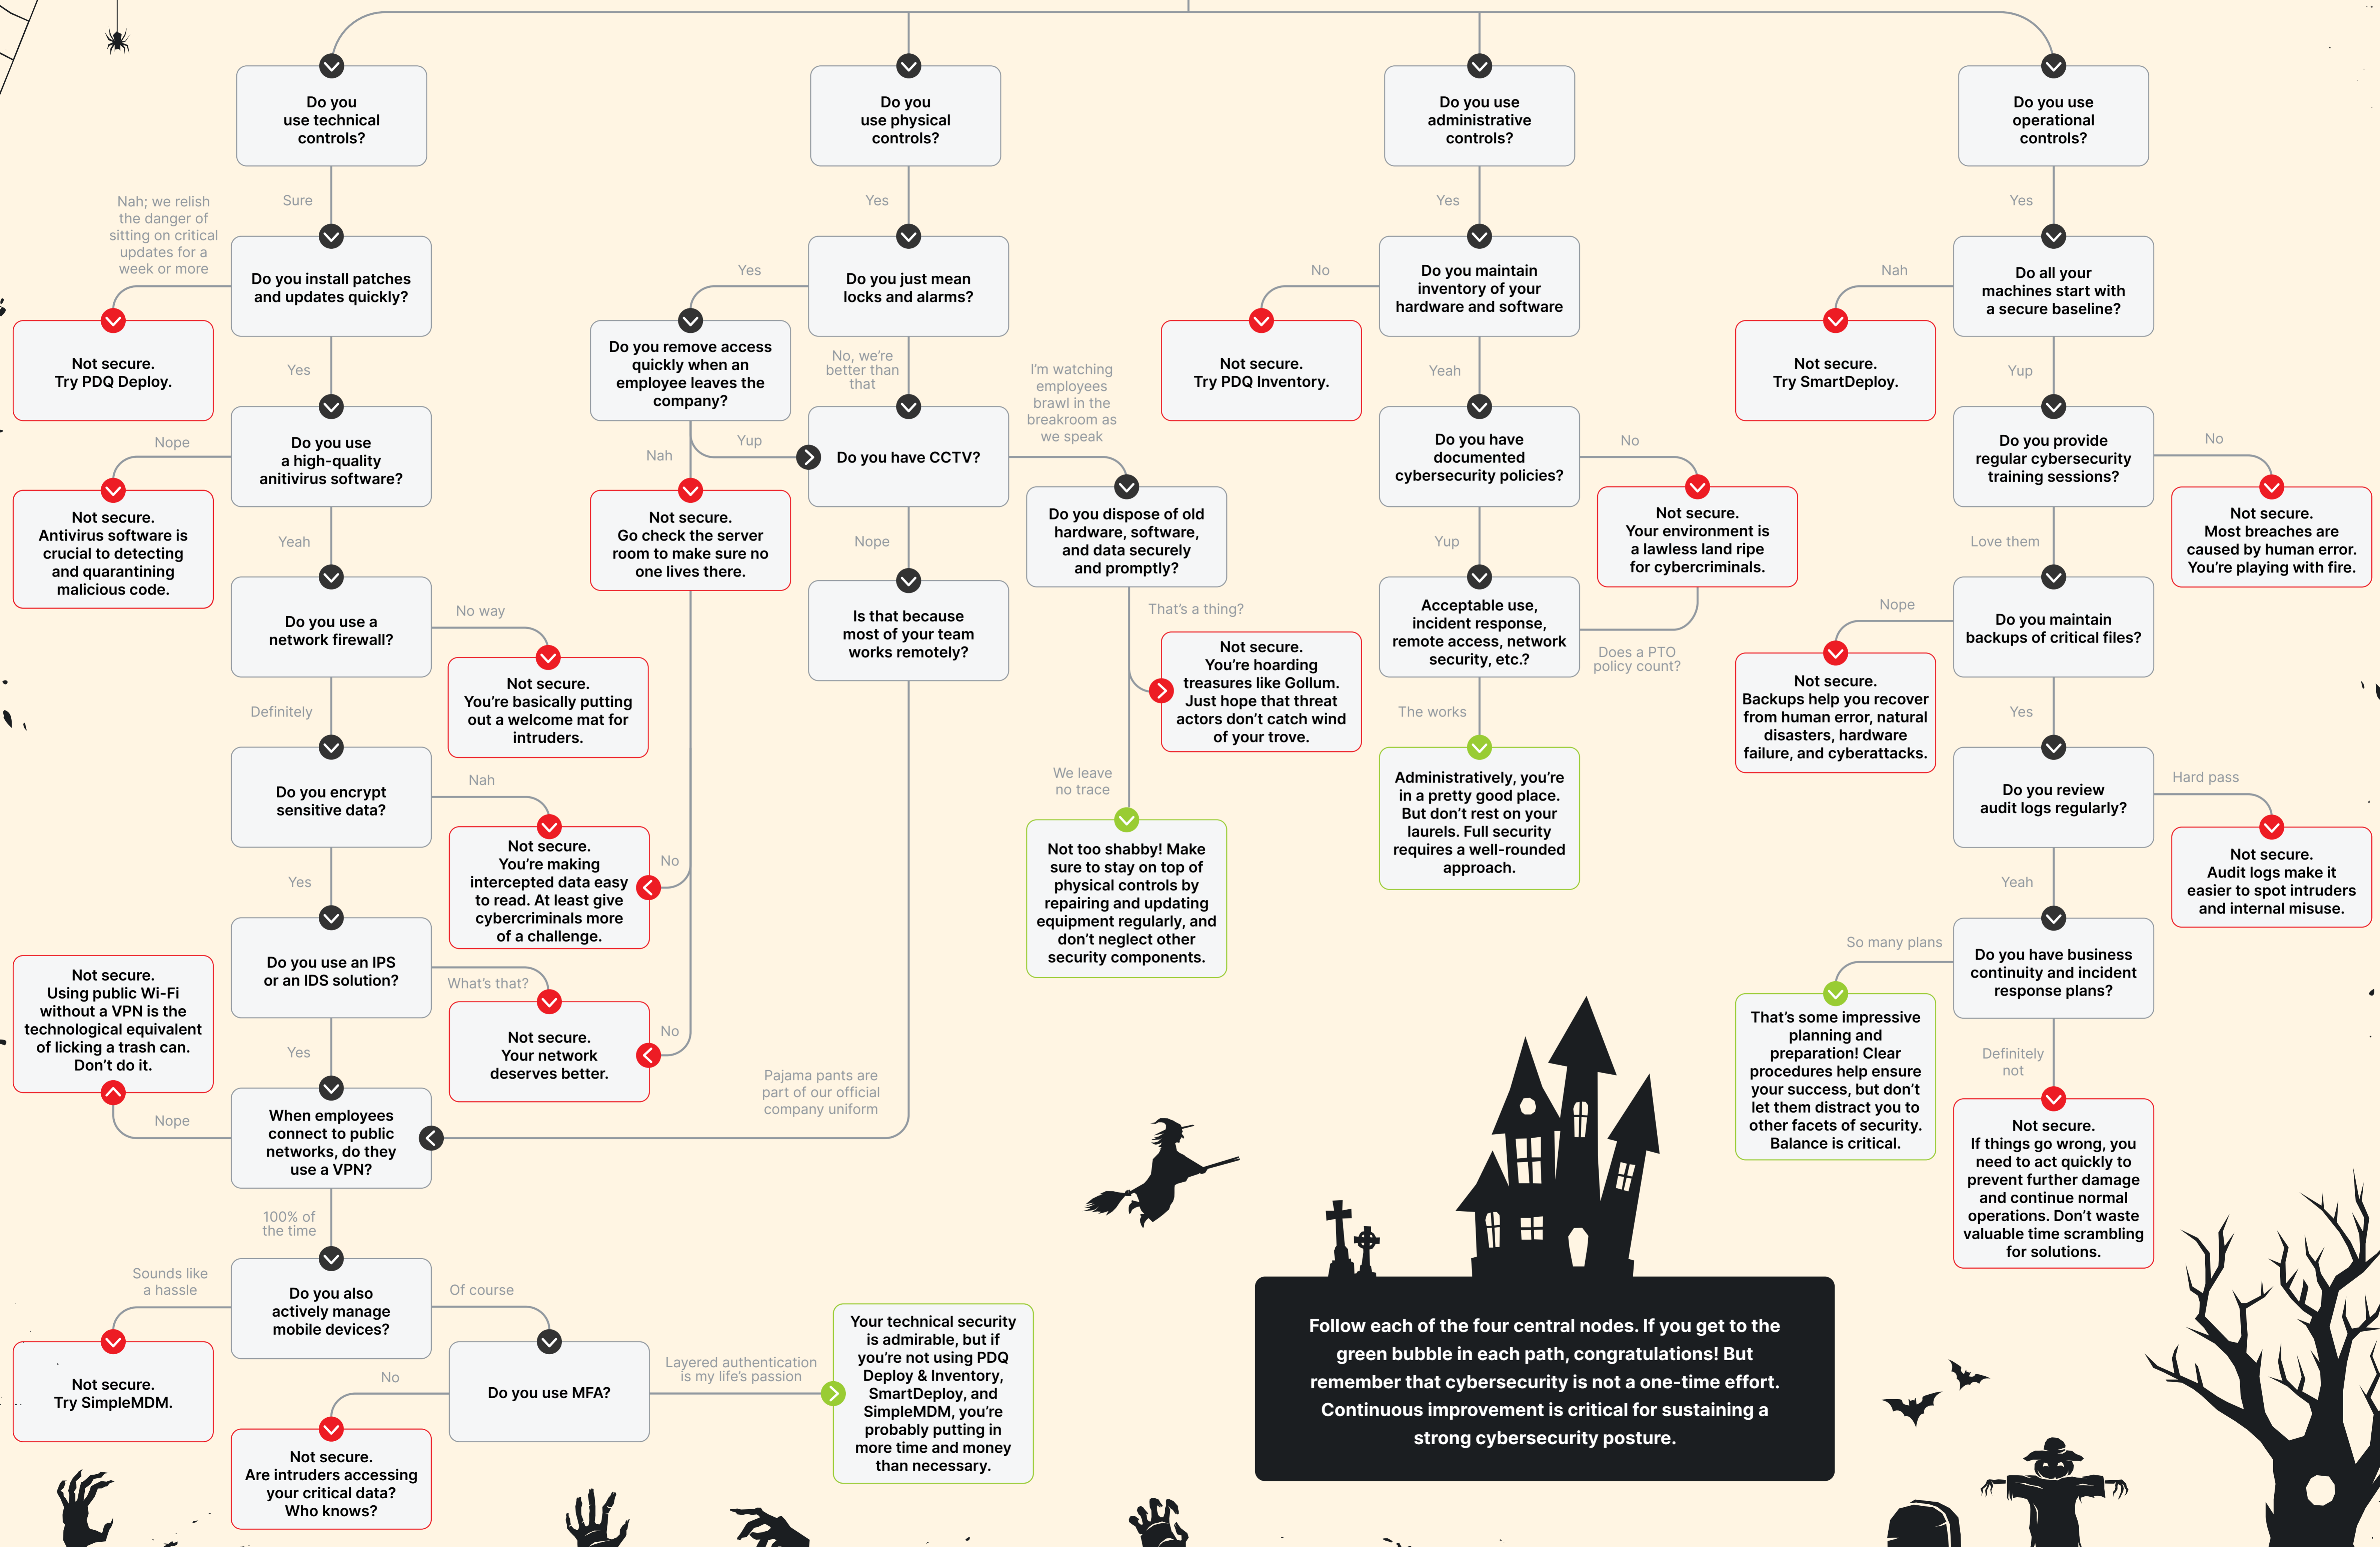 Do you
use technical
controls?
Sure
Nah; we relish
the danger of
sitting on critical
updates for a
week or more
Do you install patches
and updates quickly?
Not secure.
Try PDQ Deploy.
Yes
Nope
Do you use
a high-quality
anitivirus software?
Not secure.
Antivirus software is
crucial to detecting
and quarantining
malicious code.
Yeah
Do you use a
network firewall?
No way
Not secure.
You're basically putting
out a welcome mat for
intruders.
Definitely
Do you encrypt
sensitive data?
Nah
Not secure.
You're making
intercepted data easy
to read. At least give
cybercriminals more
of a challenge.
Yes
Do you use an IPS
or an IDS solution?
What's that?
Not secure.
Your network
deserves better.
Yes
Not secure.
Using public Wi-Fi
without a VPN is the
technological equivalent
of licking a trash can.
Don't do it.
Nope
When employees
connect to public
networks, do they
use a VPN?
100% of
the time
Sounds like
a hassle
Do you also
actively manage
mobile devices?
Of course
Not secure.
Try SimpleMDM.
No
Do you use MFA?
Not secure.
Are intruders accessing
your critical data?
Who knows?
Layered authentication
is my life's passion
Your technical security
is admirable, but if
you're not using PDQ
Deploy & Inventory,
SmartDeploy, and
SimpleMDM, you're
probably putting in
more time and money
than necessary.
Do you
use physical
controls?
Yes
Yes
Do you just mean
locks and alarms?
Do you remove access
quickly when an
employee leaves the
company?
No, we're
better than
that
Nah
Yup
Do you have CCTV?
I'm watching
employees
brawl in the
breakroom as
we speak
Not secure.
Go check the server
room to make sure no
one lives there.
No
No
Nope
Is that because
most of your team
works remotely?
Pajama pants are
part of our official
company uniform
Do you dispose of old
hardware, software,
and data securely
and promptly?
That's a thing?
Not secure.
You're hoarding
treasures like Gollum.
Just hope that threat
actors don't catch wind
of your trove.
We leave
no trace
Not too shabby! Make
sure to stay on top of
physical controls by
repairing and updating
equipment regularly, and
don't neglect other
security components.
Do you use
administrative
controls?
Yes
No
Do you maintain
inventory of your
hardware and software
Not secure.
Try PDQ Inventory.
Yeah
Do you have
documented
cybersecurity policies?
No
Not secure.
Your environment is
a lawless land ripe
for cybercriminals.
Yup
Acceptable use,
incident response,
remote access, network
security, etc.?
Does a PTO
policy count?
The works
Administratively, you're
in a pretty good place.
But don't rest on your
laurels. Full security
requires a well-rounded
approach.
Do you use
operational
controls?
Yes
Nah
Do all your
machines start with
a secure baseline?
Not secure.
Try SmartDeploy.
Yup
Do you provide
regular cybersecurity
training sessions?
No
Not secure.
Most breaches are
caused by human error.
You're playing with fire.
Love them
Nope
Do you maintain
backups of critical files?
Not secure.
Backups help you recover
from human error, natural
disasters, hardware
failure, and cyberattacks.
Yes
Do you review
audit logs regularly?
Hard pass
Not secure.
Audit logs make it
easier to spot intruders
and internal misuse.
Yeah
So many plans
Do you have business
continuity and incident
response plans?
That's some impressive
planning and
preparation! Clear
procedures help ensure
your success, but don't
let them distract you to
other facets of security.
Balance is critical.
Definitely
not
Not secure.
If things go wrong, you
need to act quickly to
prevent further damage
and continue normal
operations. Don't waste
valuable time scrambling
for solutions.
Follow each of the four central nodes. If you get to the
green bubble in each path, congratulations! But
remember that cybersecurity is not a one-time effort.
Continuous improvement is critical for sustaining a
strong cybersecurity posture.